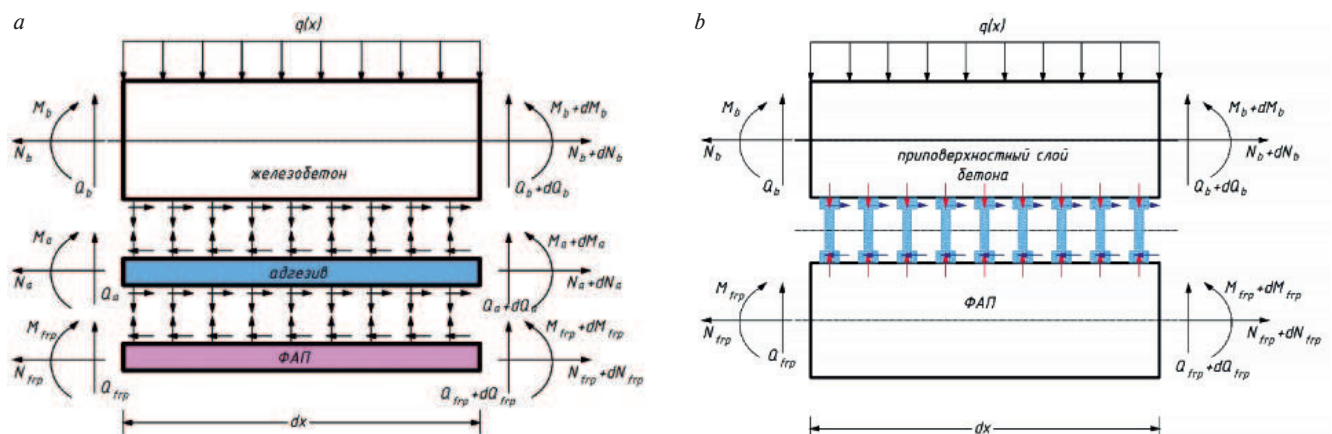 a
q(x)
M_b
M_b+dM_b
N_b
N_b+dN_b
железобетон
Q_b
Q_b+dQ_b
M_a
M_a+dM_a
адгезив
N_a
N_a+dN_a
Q_a
Q_a+dQ_a
M_frp
M_frp+dM_frp
ФАП
N_frp
N_frp+dN_frp
Q_frp
Q_frp+dQ_frp
dx
b
q(x)
M_b
M_b+dM_b
N_b
N_b+dN_b
приповерхностный слой
бетона
Q_b
Q_b+dQ_b
M_frp
M_frp+dM_frp
ФАП
N_frp
N_frp+dN_frp
Q_frp
Q_frp+dQ_frp
dx